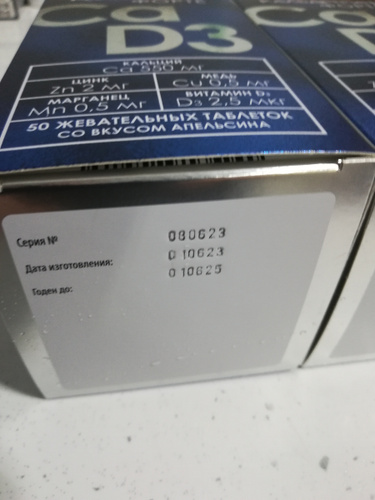 Ca
D3
КАЛЬЦИЙ
Ca 550 мг
ЦИНК
Zn 2 мг
МЕДЬ
Cu 0,5 мг
МАРГАНЕЦ
Mn 0,5 мг
ВИТАМИН D3
D3 2,5 мкг
50 ЖЕВАТЕЛЬНЫХ ТАБЛЕТОК
СО ВКУСОМ АПЕЛЬСИНА
Серия №
080623
Дата изготовления:
010623
Годен до:
010625